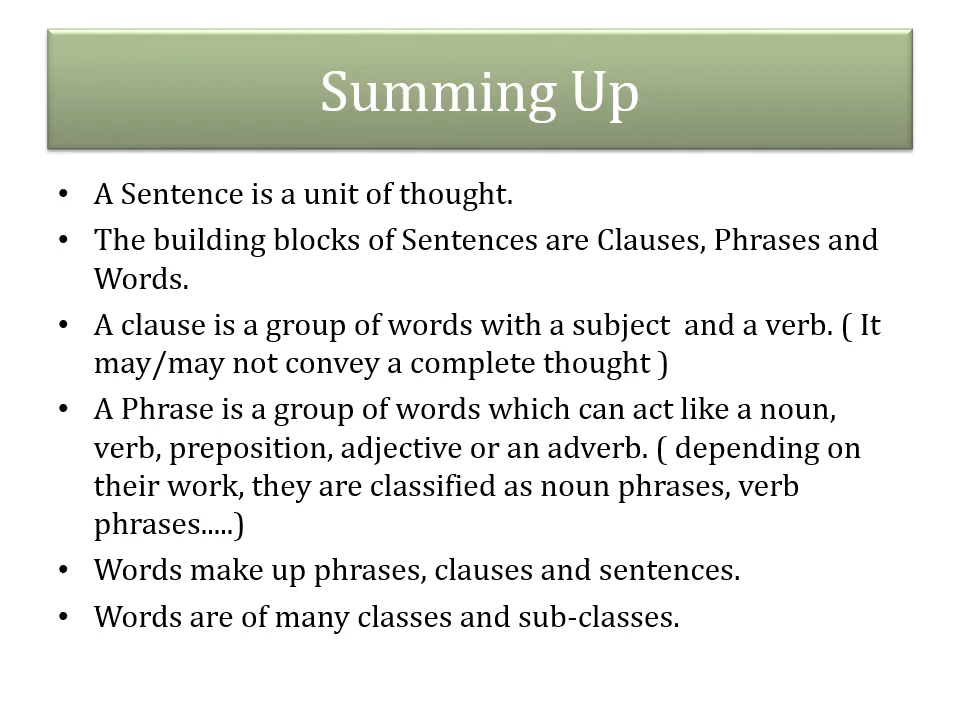 Summing Up
• A Sentence is a unit of thought.
• The building blocks of Sentences are Clauses, Phrases and
Words.
• A clause is a group of words with a subject  and a verb. ( It
may/may not convey a complete thought )
• A Phrase is a group of words which can act like a noun,
verb, preposition, adjective or an adverb. ( depending on
their work, they are classified as noun phrases, verb
phrases.....)
• Words make up phrases, clauses and sentences.
• Words are of many classes and sub-classes.